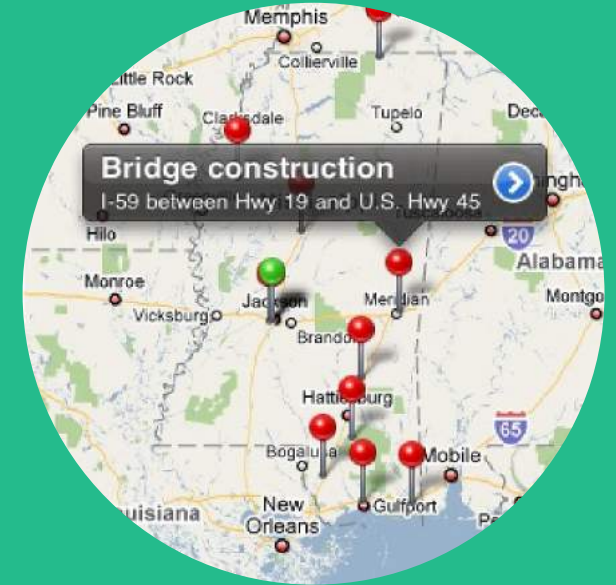 Memphis
Collierville
Little Rock
Pine Bluff
Clarksdale
Tupelo
Bridge construction
I-59 between Hwy 19 and U.S. Hwy 45
20
Hilo
Alabama
Monroe
Jackson
Meridian
Vicksburg
Brandon
Hattiesburg
65
Bogalusa
Mobile
New
Orleans
Gulfport